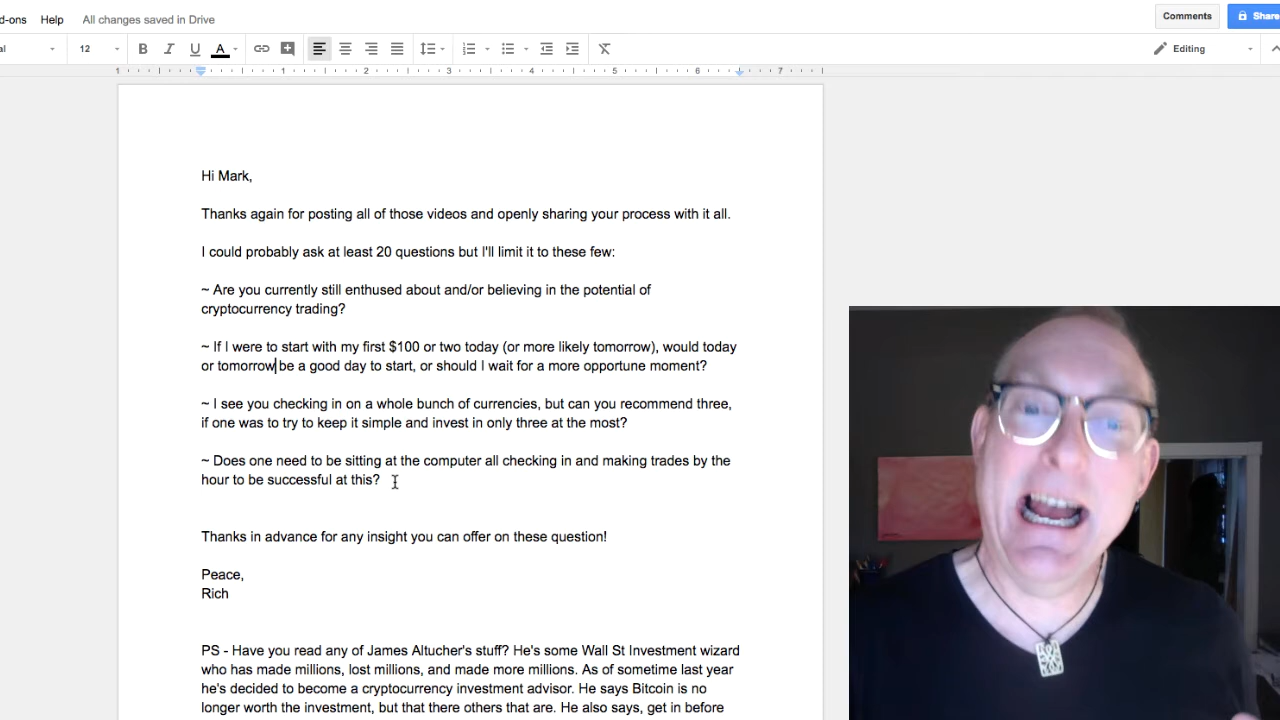 d-ons Help All changes saved in Drive
Comments
Share
al 12 B I U A Editing
1 1 2 3 4 5 6 7
Hi Mark,
Thanks again for posting all of those videos and openly sharing your process with it all.
I could probably ask at least 20 questions but I'll limit it to these few:
~ Are you currently still enthused about and/or believing in the potential of
cryptocurrency trading?
~ If I were to start with my first $100 or two today (or more likely tomorrow), would today
or tomorrow be a good day to start, or should I wait for a more opportune moment?
~ I see you checking in on a whole bunch of currencies, but can you recommend three,
if one was to try to keep it simple and invest in only three at the most?
~ Does one need to be sitting at the computer all checking in and making trades by the
hour to be successful at this?
Thanks in advance for any insight you can offer on these question!
Peace,
Rich
PS - Have you read any of James Altucher's stuff? He's some Wall St Investment wizard
who has made millions, lost millions, and made more millions. As of sometime last year
he's decided to become a cryptocurrency investment advisor. He says Bitcoin is no
longer worth the investment, but that there others that are. He also says, get in before